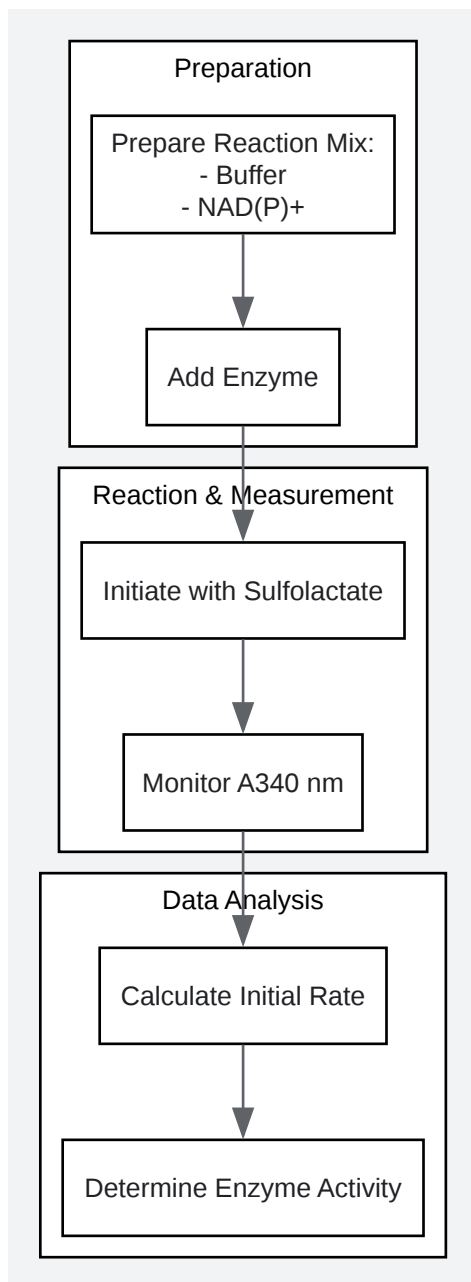 Preparation
Prepare Reaction Mix:
- Buffer
- NAD(P)+
Add Enzyme
Reaction & Measurement
Initiate with Sulfolactate
Monitor A340 nm
Data Analysis
Calculate Initial Rate
Determine Enzyme Activity